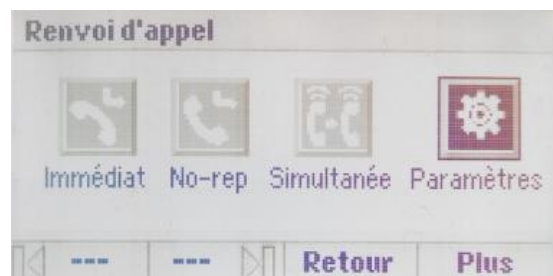 Renvoi d'appel
Immédiat No-rep Simultanée Paramètres
--- --- Retour Plus